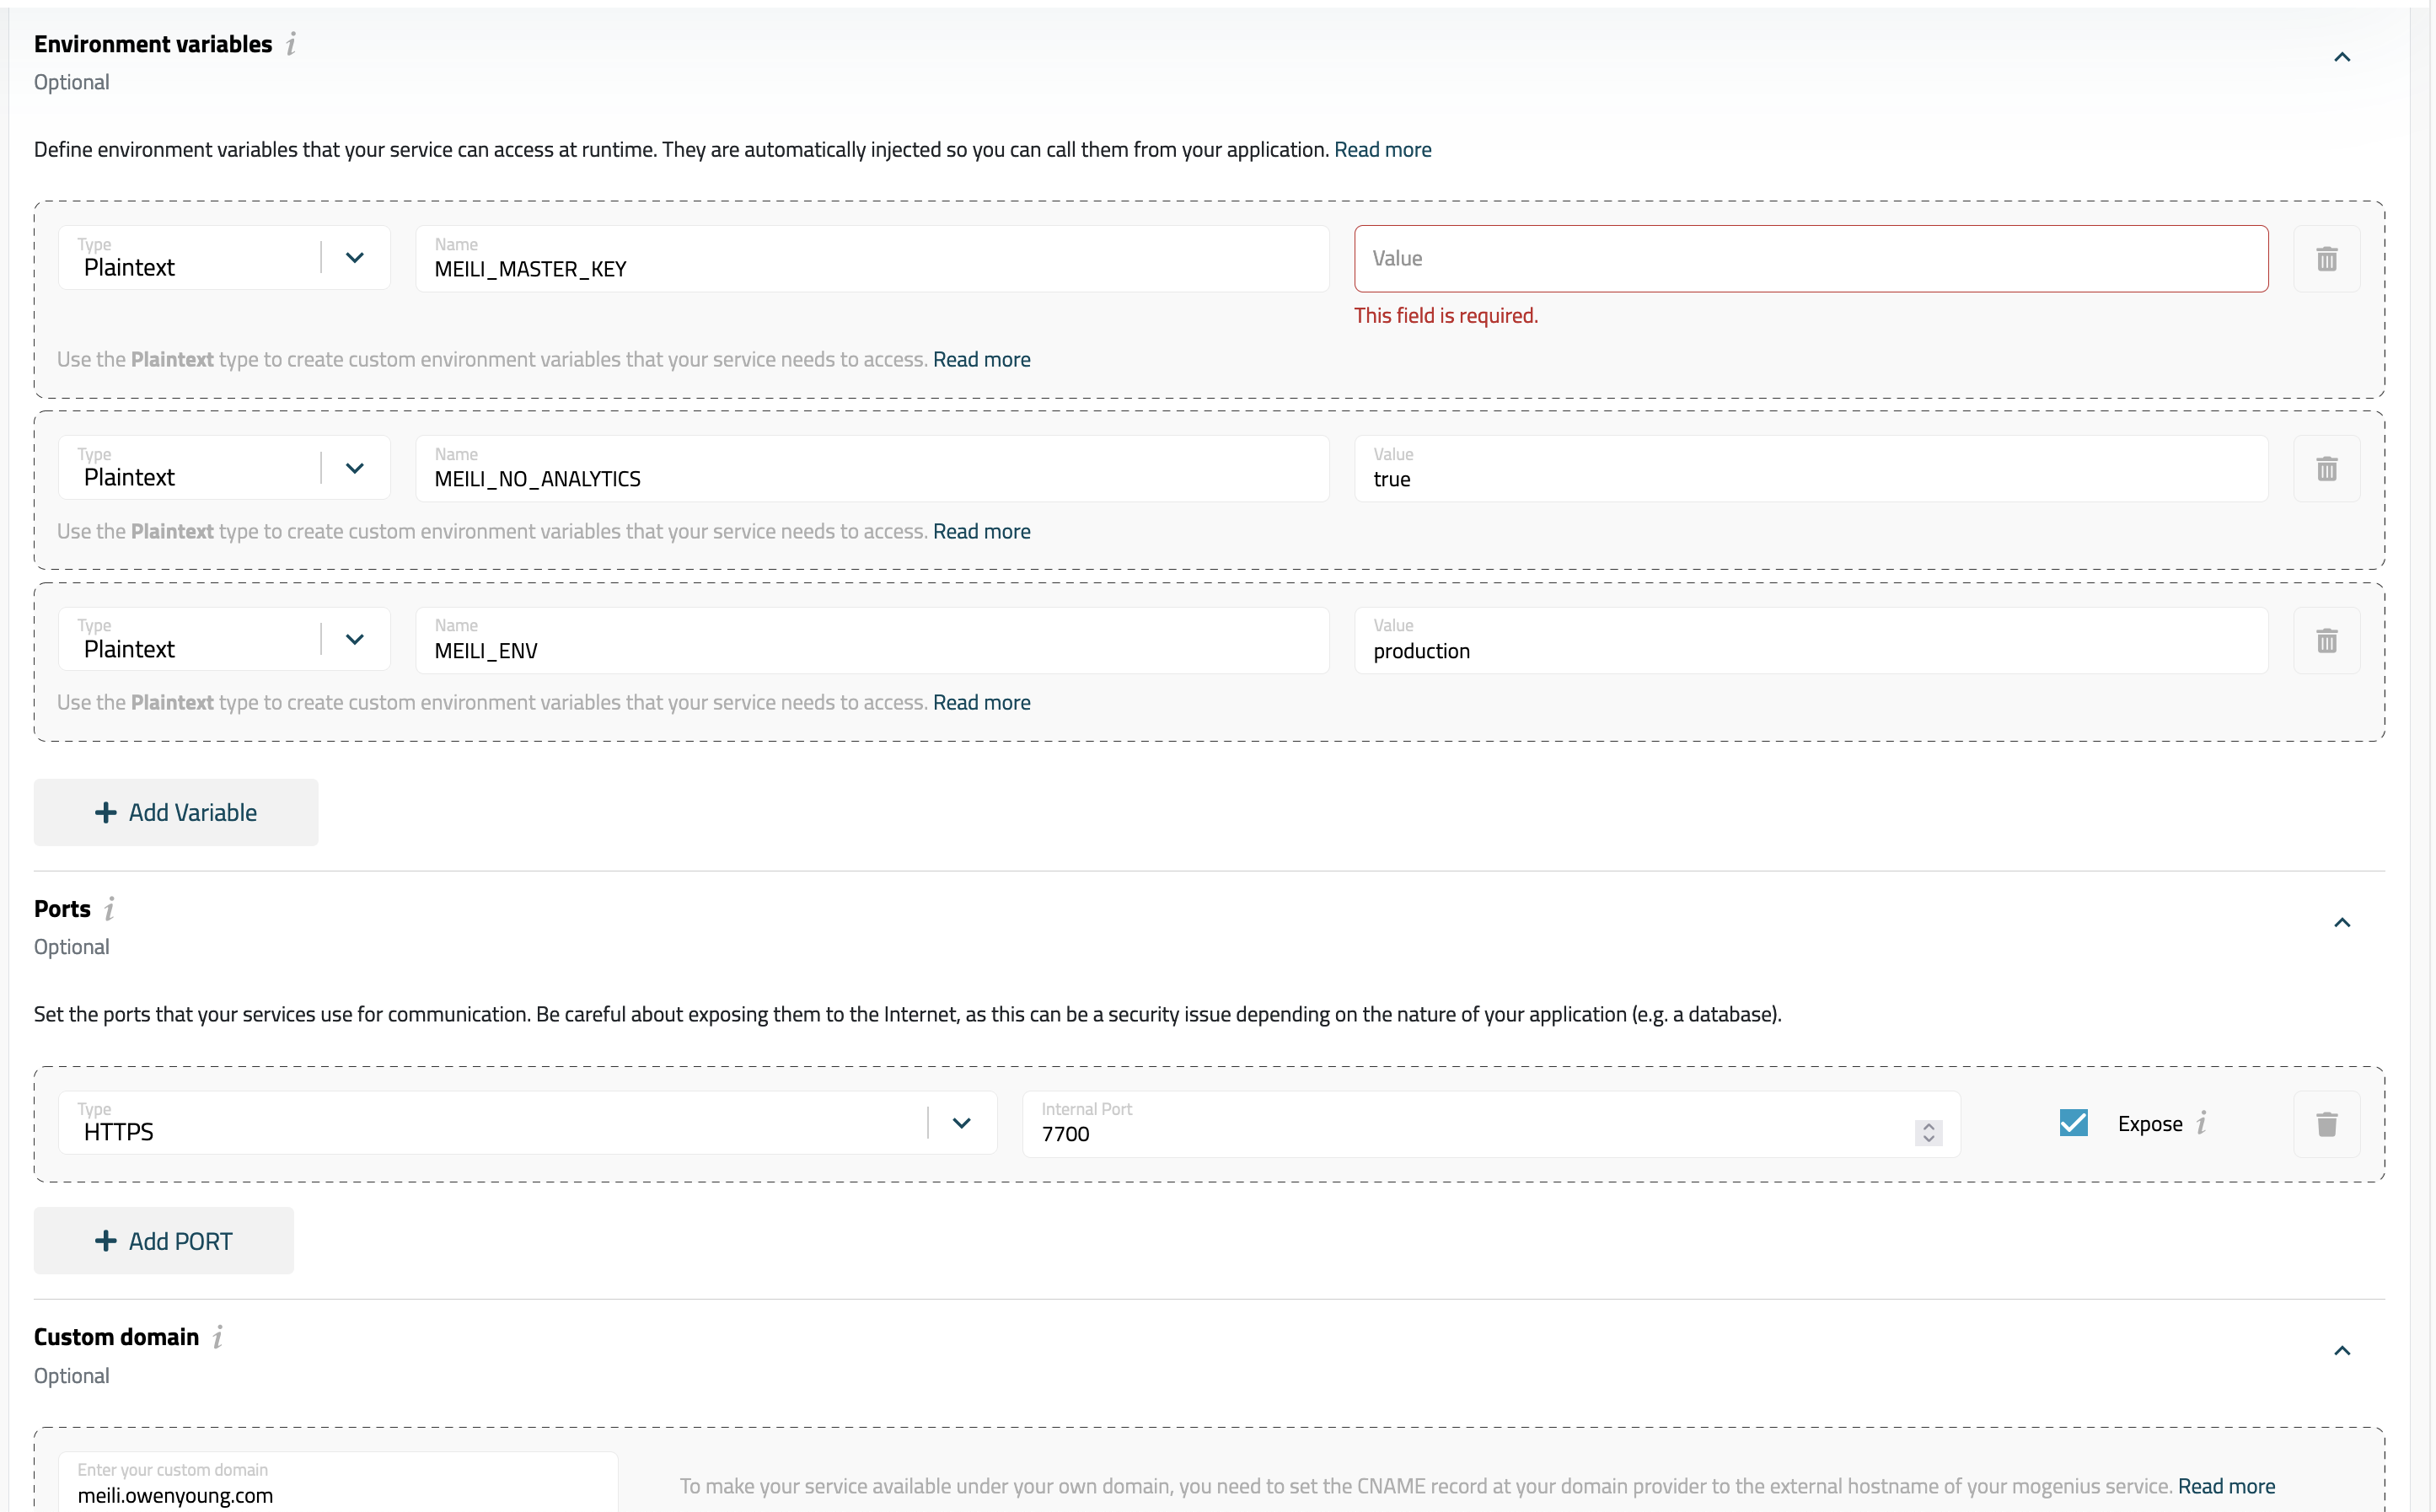 Environment variables i
Optional
Define environment variables that your service can access at runtime. They are automatically injected so you can call them from your application. Read more
Type
Plaintext
Name
MEILI_MASTER_KEY
Value
This field is required.
Use the Plaintext type to create custom environment variables that your service needs to access. Read more
Type
Plaintext
Name
MEILI_NO_ANALYTICS
Value
true
Use the Plaintext type to create custom environment variables that your service needs to access. Read more
Type
Plaintext
Name
MEILI_ENV
Value
production
Use the Plaintext type to create custom environment variables that your service needs to access. Read more
+ Add Variable
Ports i
Optional
Set the ports that your services use for communication. Be careful about exposing them to the Internet, as this can be a security issue depending on the nature of your application (e.g. a database).
Type
HTTPS
Internal Port
7700
Expose i
+ Add PORT
Custom domain i
Optional
Enter your custom domain
meili.owenyoung.com
To make your service available under your own domain, you need to set the CNAME record at your domain provider to the external hostname of your mogenius service. Read more